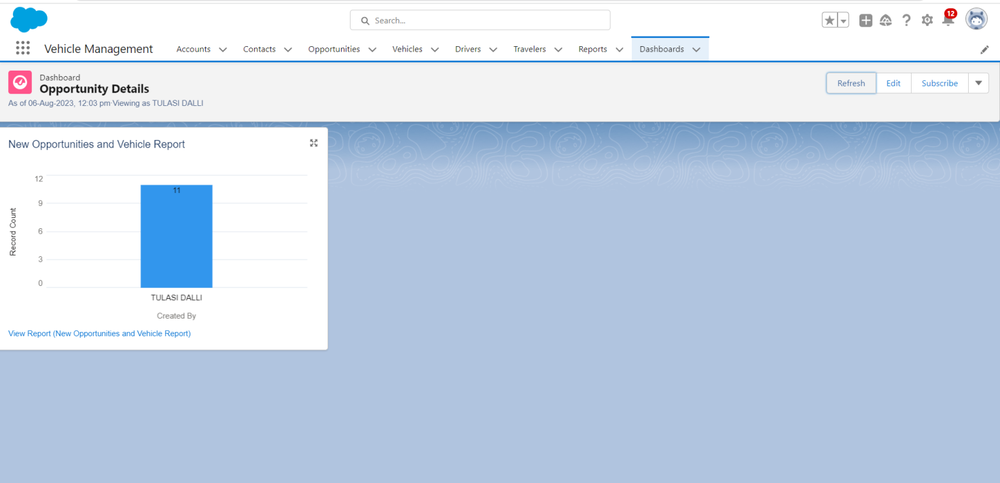 Search...
12
Vehicle Management
Accounts
Contacts
Opportunities
Vehicles
Drivers
Travelers
Reports
Dashboards
Dashboard
Opportunity Details
As of 06-Aug-2023, 12:03 pm·Viewing as TULASI DALLI
Refresh
Edit
Subscribe
New Opportunities and Vehicle Report
12
9
6
3
0
Record Count
11
TULASI DALLI
Created By
View Report (New Opportunities and Vehicle Report)